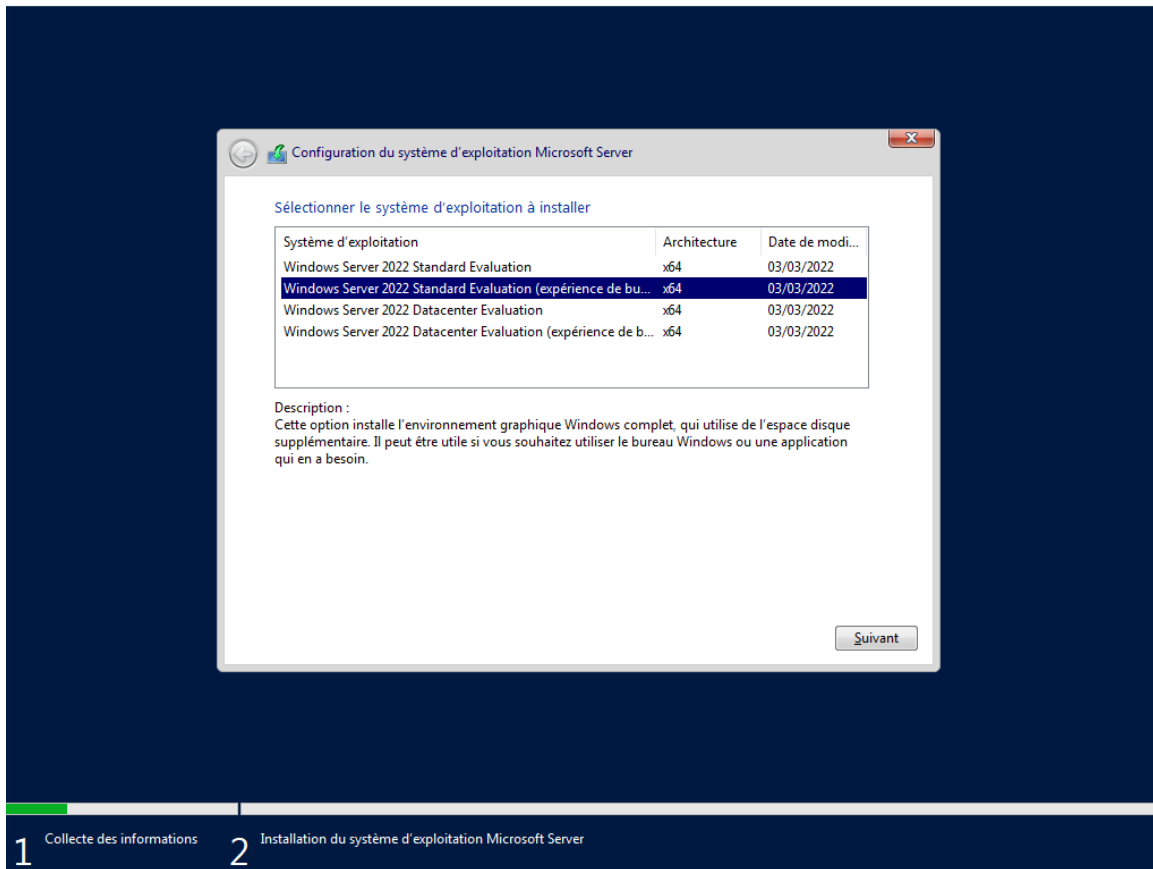 Configuration du système d'exploitation Microsoft Server
Sélectionner le système d'exploitation à installer
Système d'exploitation Architecture Date de modi...
Windows Server 2022 Standard Evaluation x64 03/03/2022
Windows Server 2022 Standard Evaluation (expérience de bu... x64 03/03/2022
Windows Server 2022 Datacenter Evaluation x64 03/03/2022
Windows Server 2022 Datacenter Evaluation (expérience de b... x64 03/03/2022
Description :
Cette option installe l'environnement graphique Windows complet, qui utilise de l'espace disque
supplémentaire. Il peut être utile si vous souhaitez utiliser le bureau Windows ou une application
qui en a besoin.
Suivant
1 Collecte des informations 2 Installation du système d'exploitation Microsoft Server